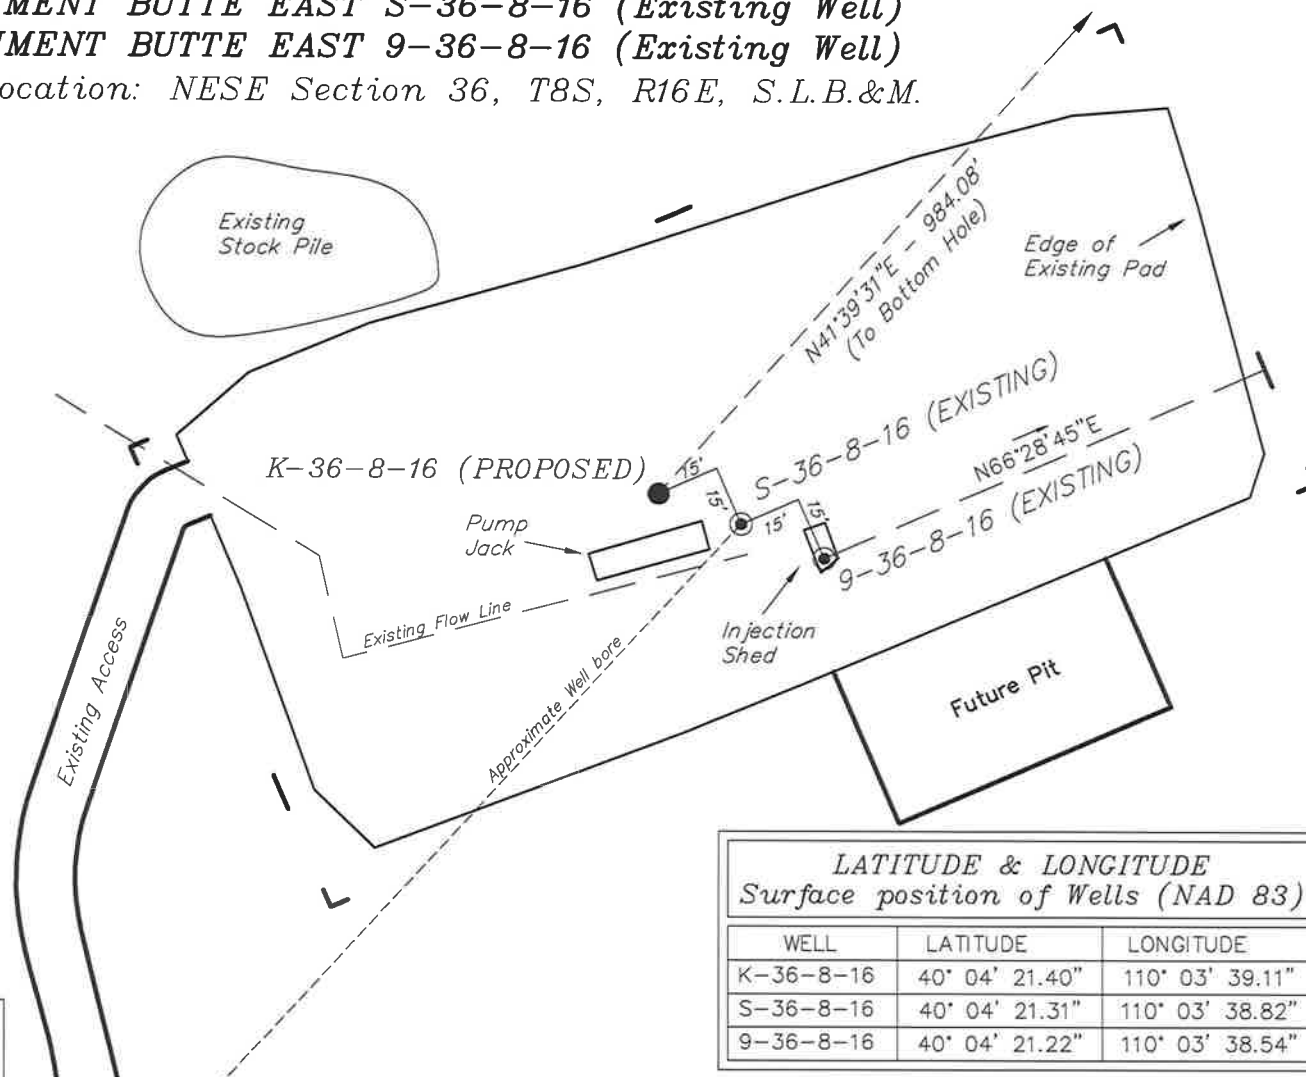 BUTTE EAST S-36-8-16 (Existing Well)
BUTTE EAST 9-36-8-16 (Existing Well)
NESE Section 36, T8S, R16E, S.L.B.&M.
Existing
Stock Pile
N41°39'31"E - 984.08'
(To Bottom Hole)
Edge of
Existing Pad
K-36-8-16 (PROPOSED)
15'
15'
S-36-8-16 (EXISTING)
15'
15'
N66°28'45"E
9-36-8-16 (EXISTING)
Pump
Jack
Existing Flow Line
Injection
Shed
Approximate Well bore
Existing Access
Future Pit
LATITUDE & LONGITUDE
Surface position of Wells (NAD 83)
WELL LATITUDE LONGITUDE
K-36-8-16 40° 04' 21.40" 110° 03' 39.11"
S-36-8-16 40° 04' 21.31" 110° 03' 38.82"
9-36-8-16 40° 04' 21.22" 110° 03' 38.54"